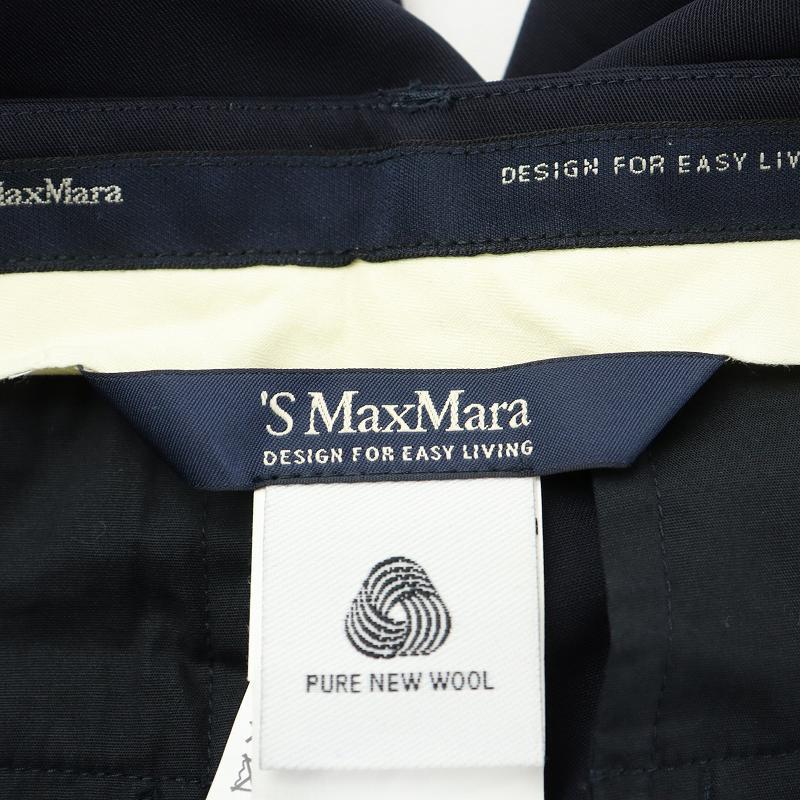 MaxMara
DESIGN FOR EASY LIV
'S MaxMara
DESIGN FOR EASY LIVING
PURE NEW WOOL